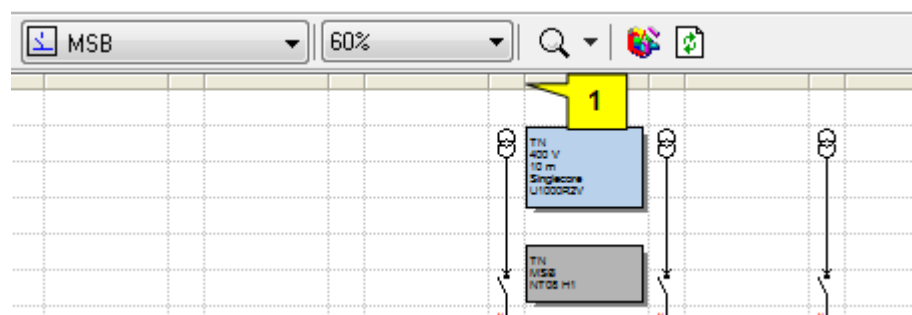 MSB
60%
1
TN
400 V
10 m
Singlecore
U1000R2V
TN
MSB
NT08 H1